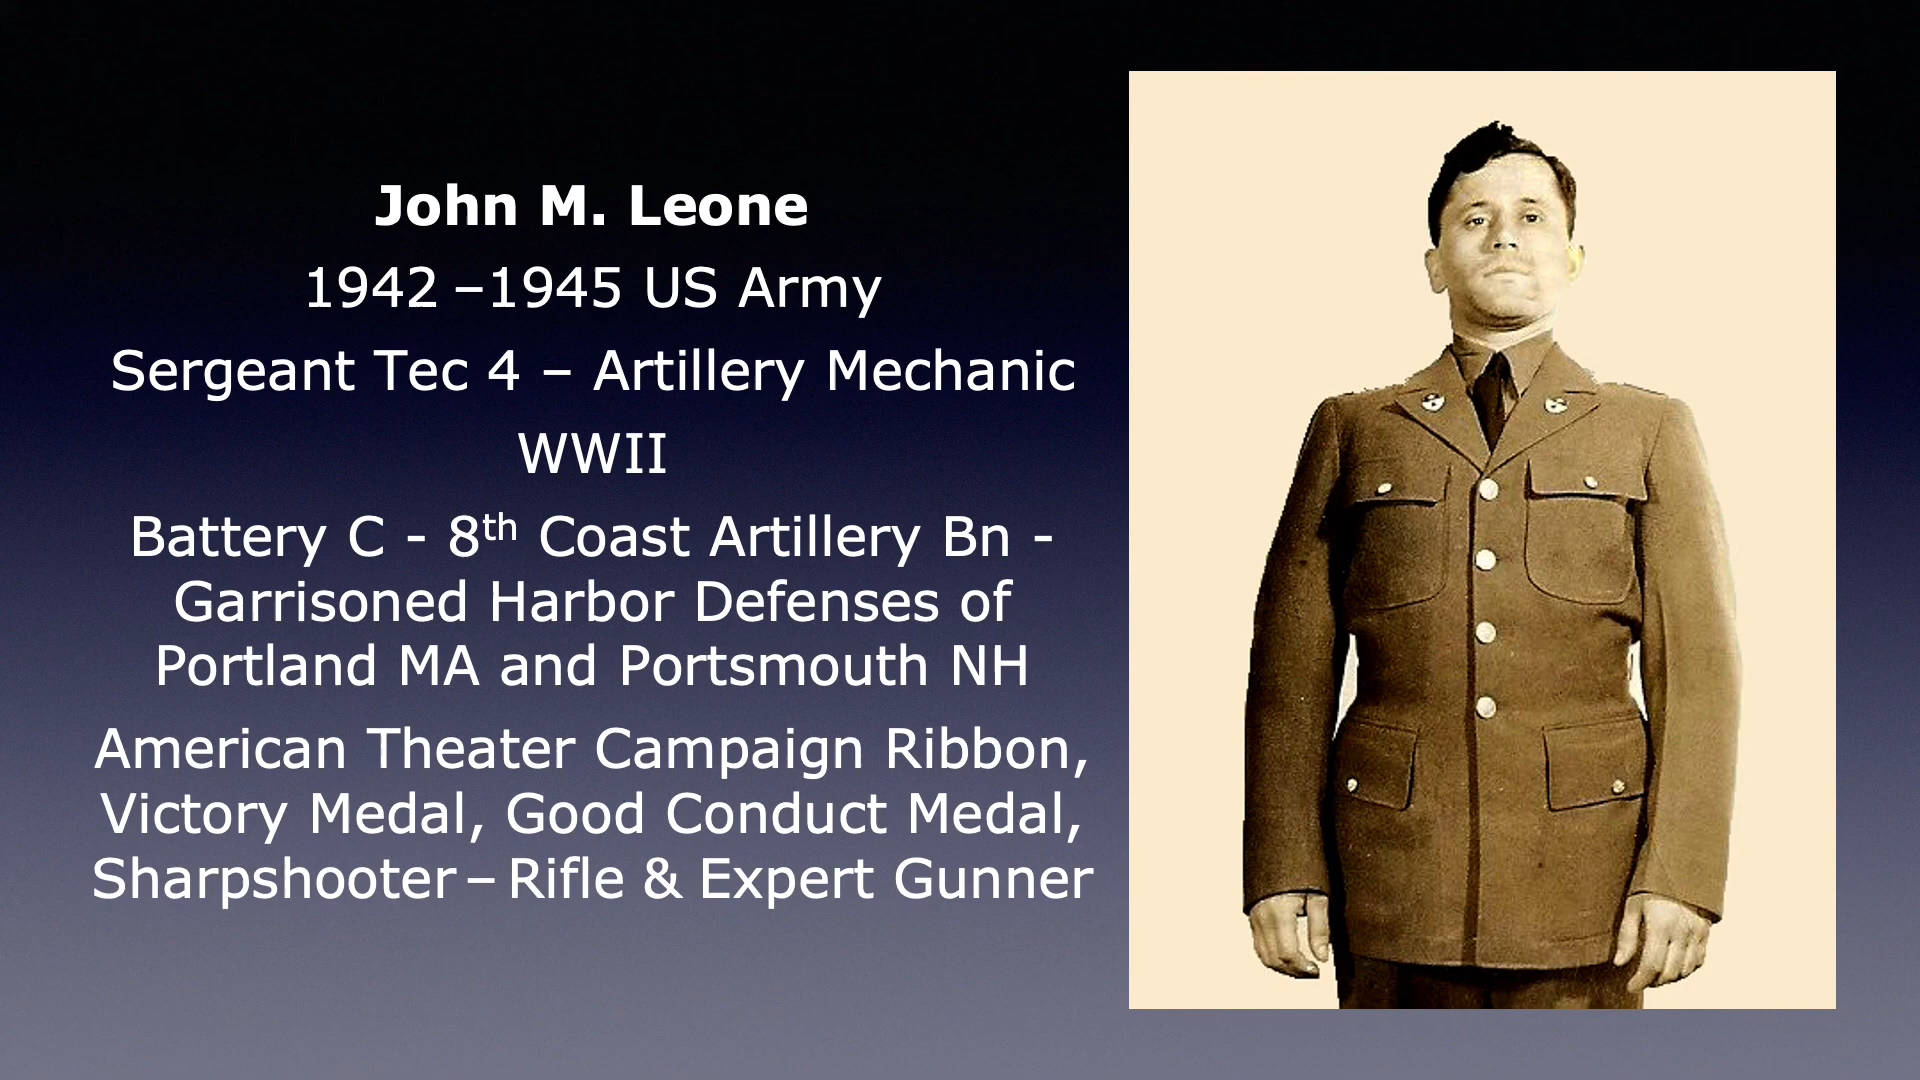 John M. Leone
1942 –1945 US Army
Sergeant Tec 4 – Artillery Mechanic
WWII
Battery C - 8th Coast Artillery Bn -
Garrisoned Harbor Defenses of
Portland MA and Portsmouth NH
American Theater Campaign Ribbon,
Victory Medal, Good Conduct Medal,
Sharpshooter – Rifle & Expert Gunner